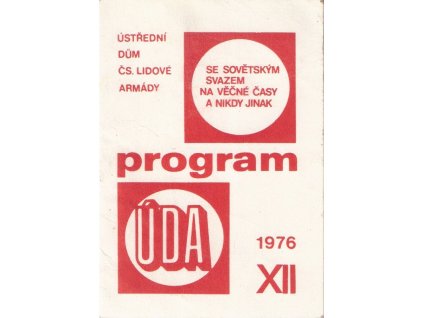 ÚSTŘEDNÍ
DŮM
ČS. LIDOVÉ
ARMÁDY
SE SOVĚTSKÝM
SVAZEM
NA VĚČNÉ ČASY
A NIKDY JINAK
program
ÚDA
1976
XII